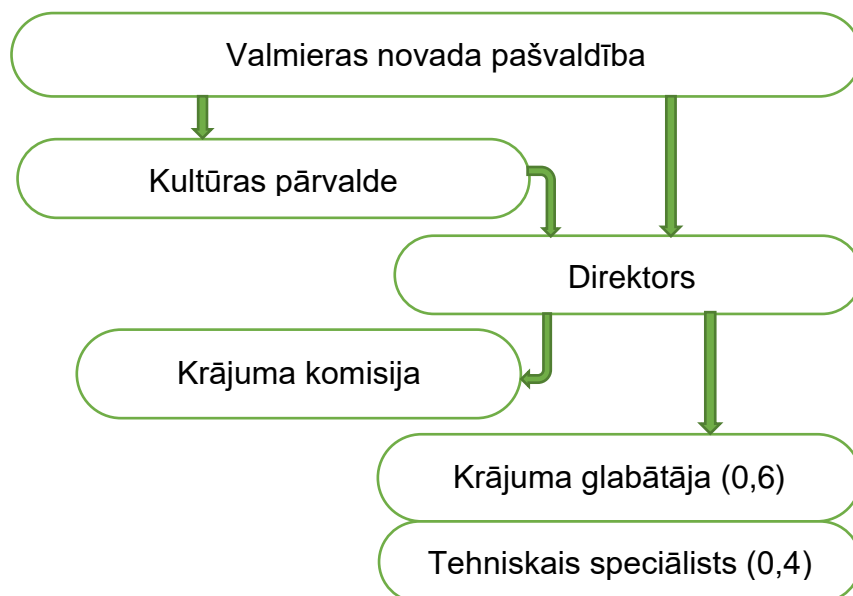 Valmieras novada pašvaldība
Kultūras pārvalde
Direktors
Krājuma komisija
Krājuma glabātāja (0,6)
Tehniskais speciālists (0,4)